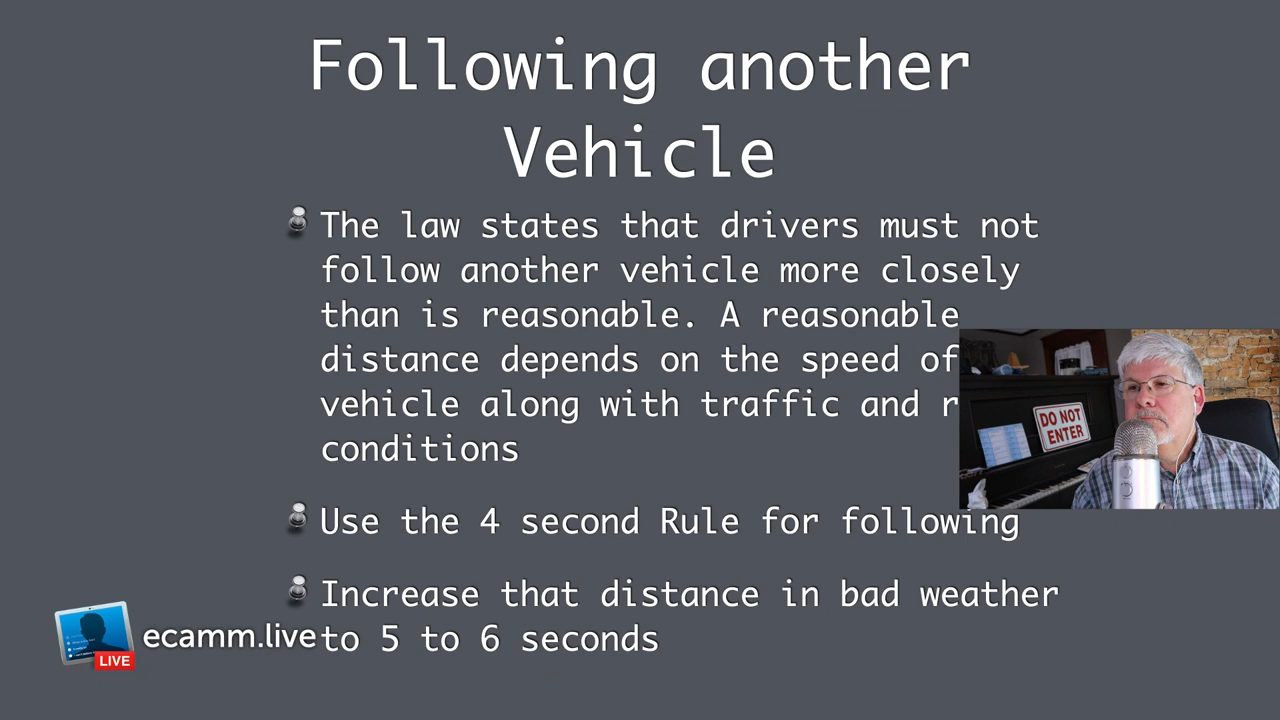 Following another
Vehicle
The law states that drivers must not
follow another vehicle more closely
than is reasonable. A reasonable
distance depends on the speed of
vehicle along with traffic and
conditions
DO NOT
ENTER
Use the 4 second Rule for following
Increase that distance in bad weather
to 5 to 6 seconds
ecamm.live
LIVE